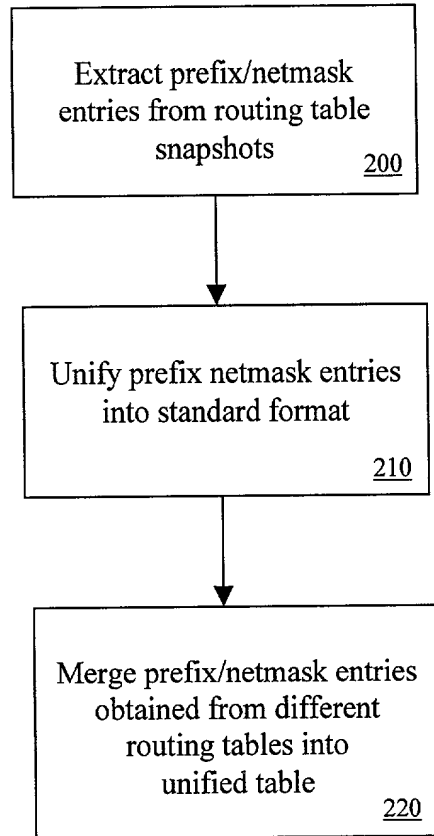 Extract prefix/netmask
entries from routing table
snapshots
200
Unify prefix netmask entries
into standard format
210
Merge prefix/netmask entries
obtained from different
routing tables into
unified table
220